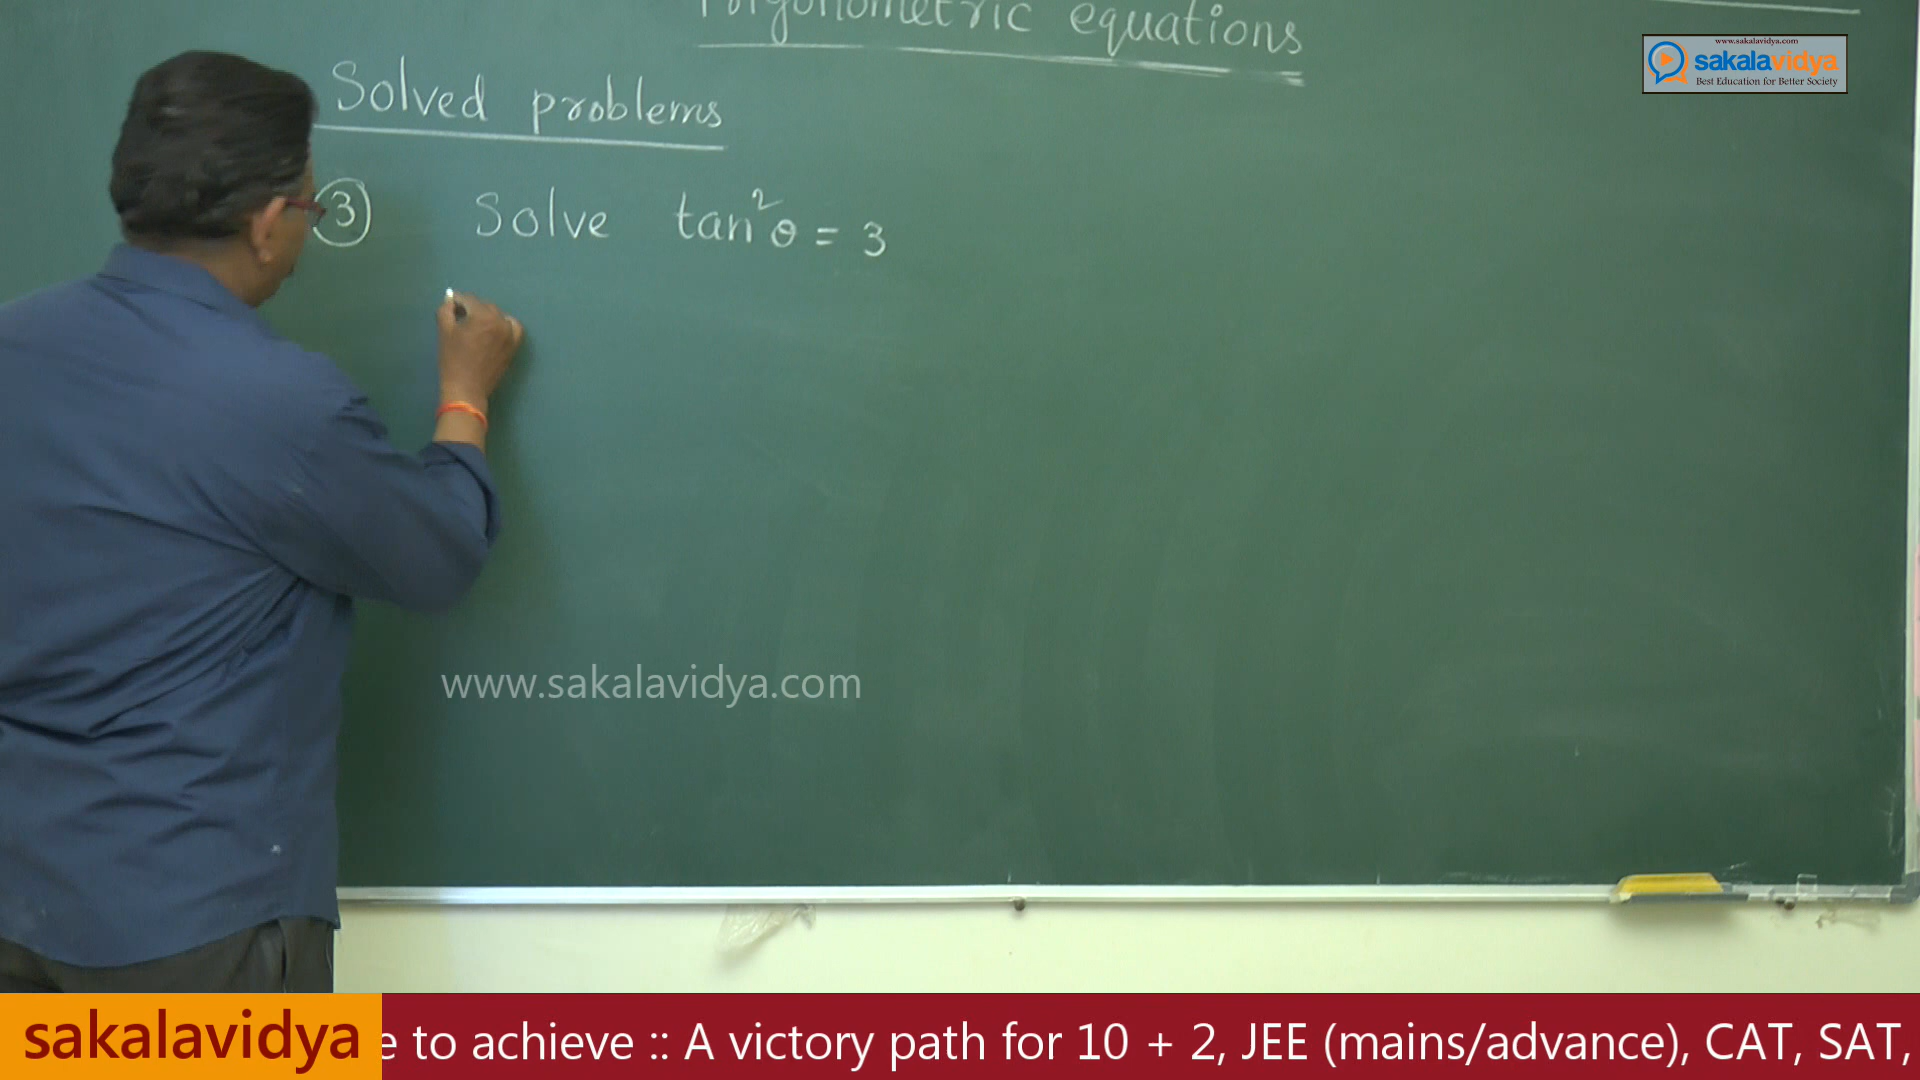 Trigonometric equations
www.sakalavidya.com
sakalavidya
Best Education for Better Society
Solved problems
3 Solve tan²θ = 3
www.sakalavidya.com
sakalavidya e to achieve :: A victory path for 10 + 2, JEE (mains/advance), CAT, SAT,